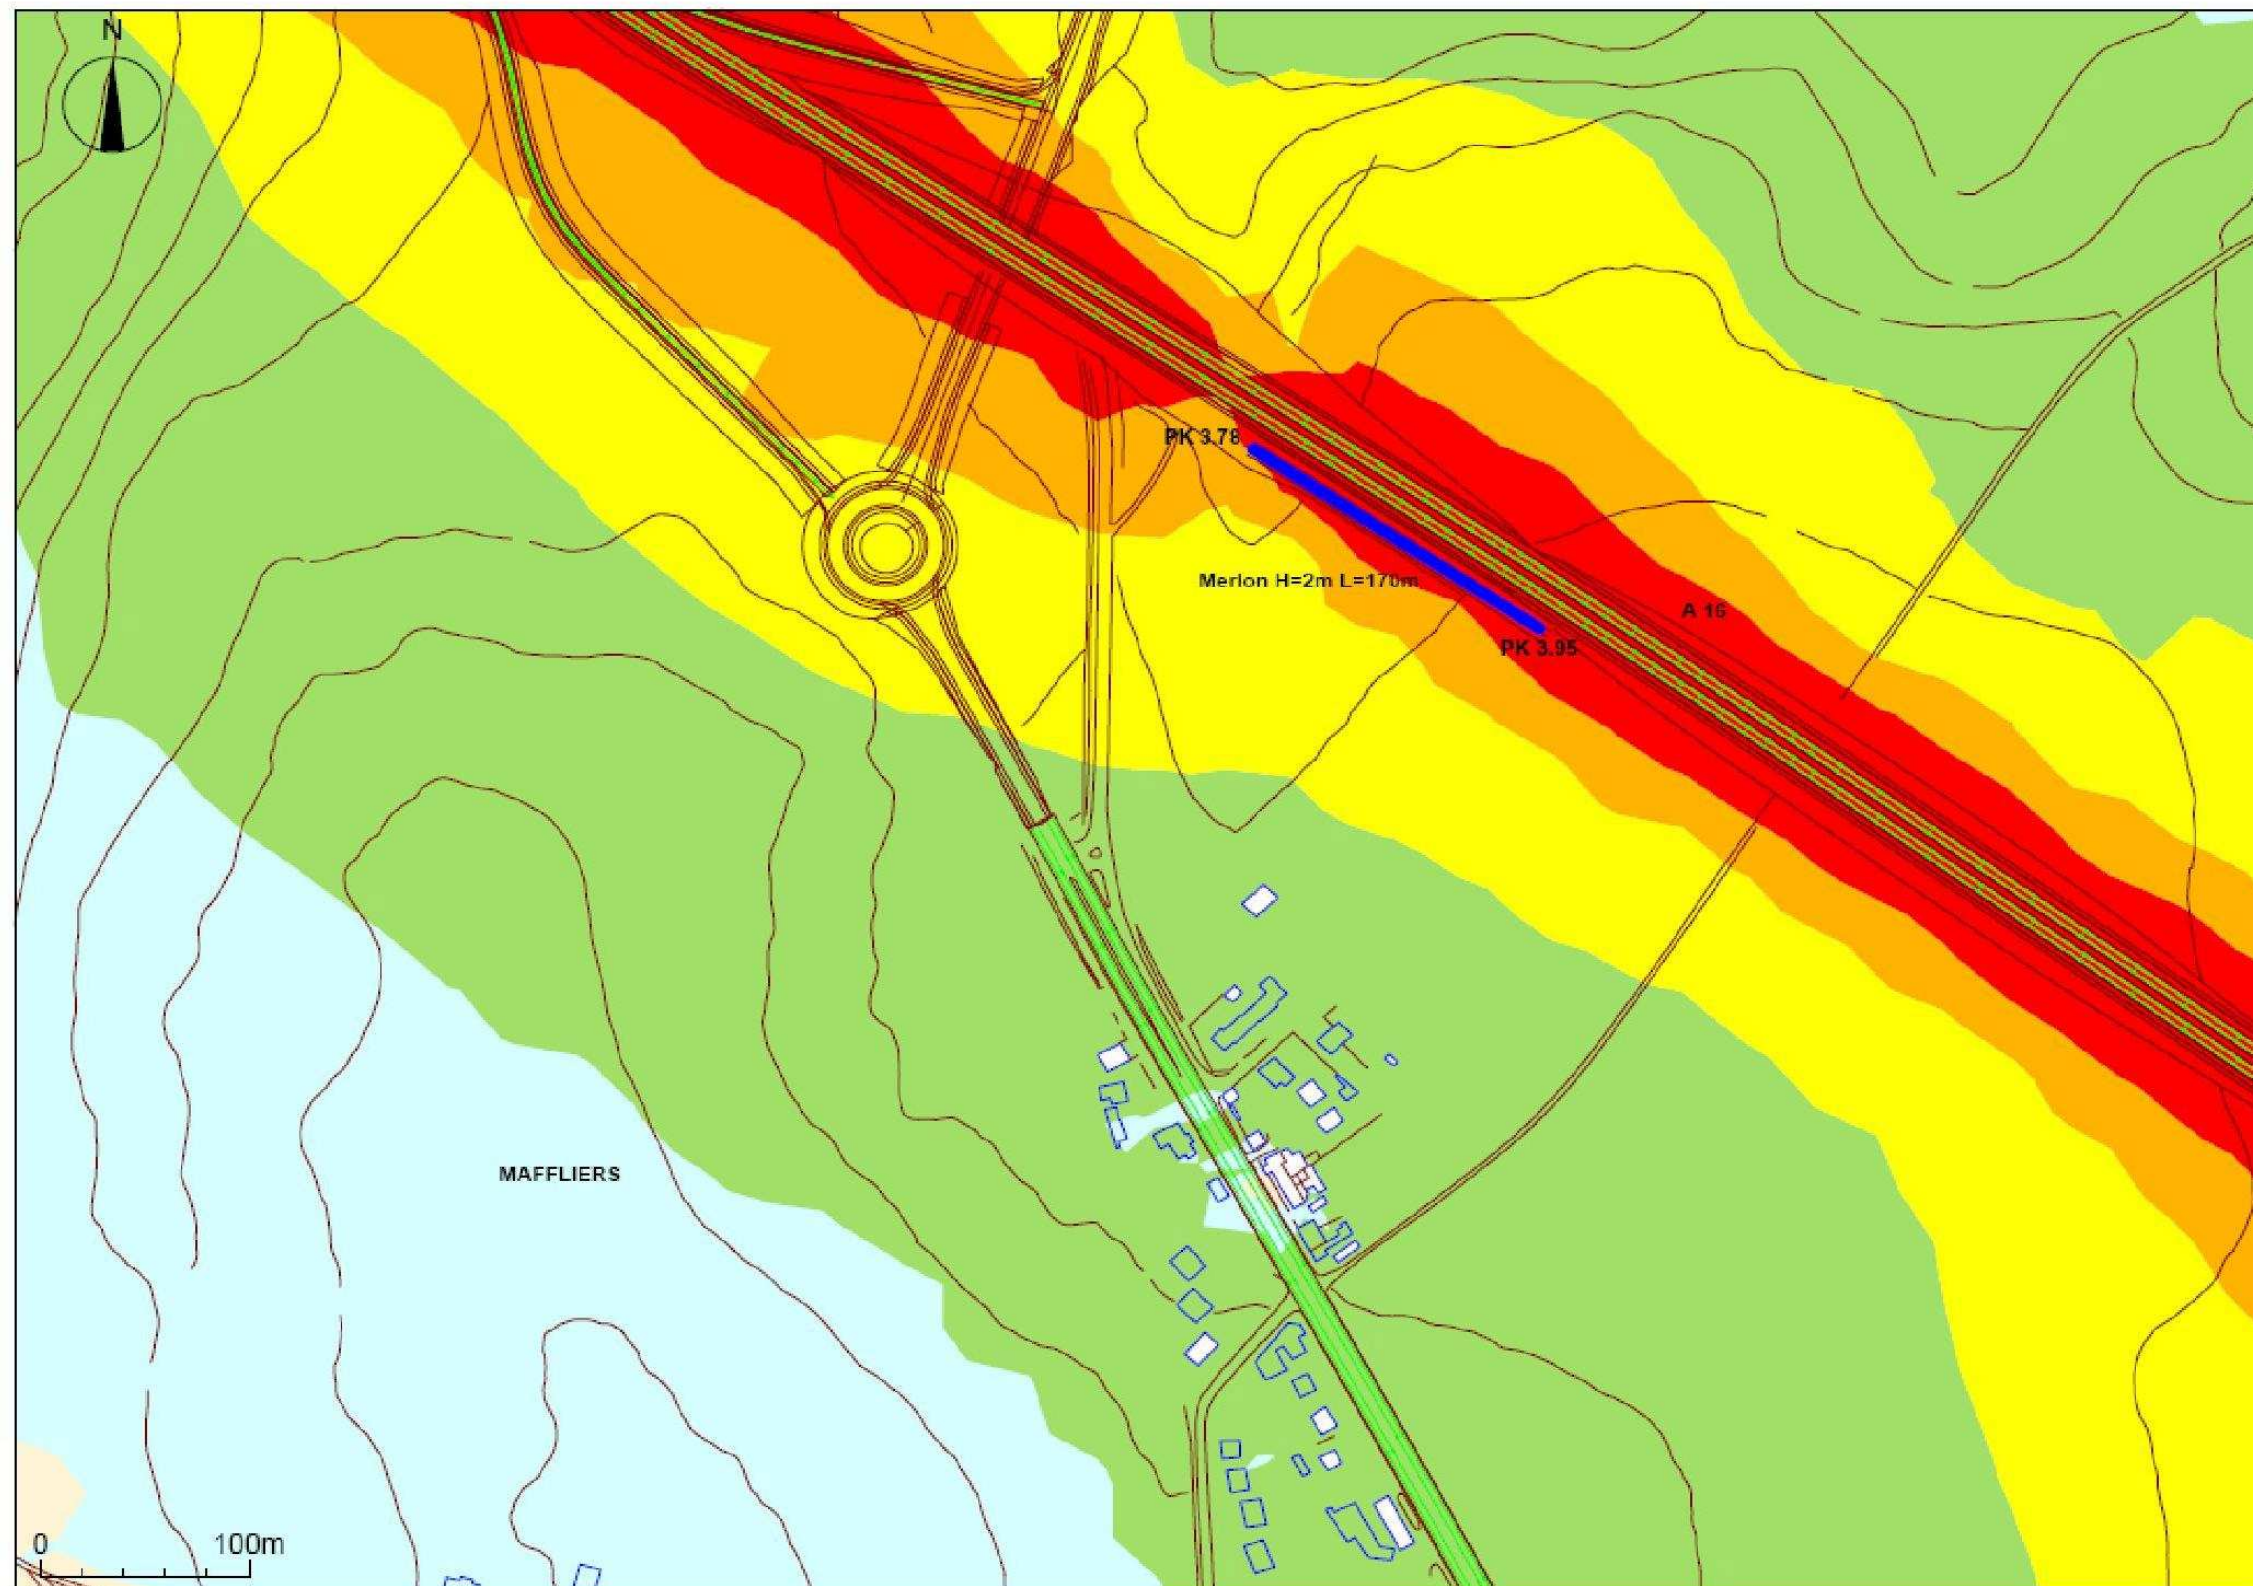 N
PK 3.78
Merlon H=2m L=170m
A 16
PK 3.95
MAFFLIERS
0 100m